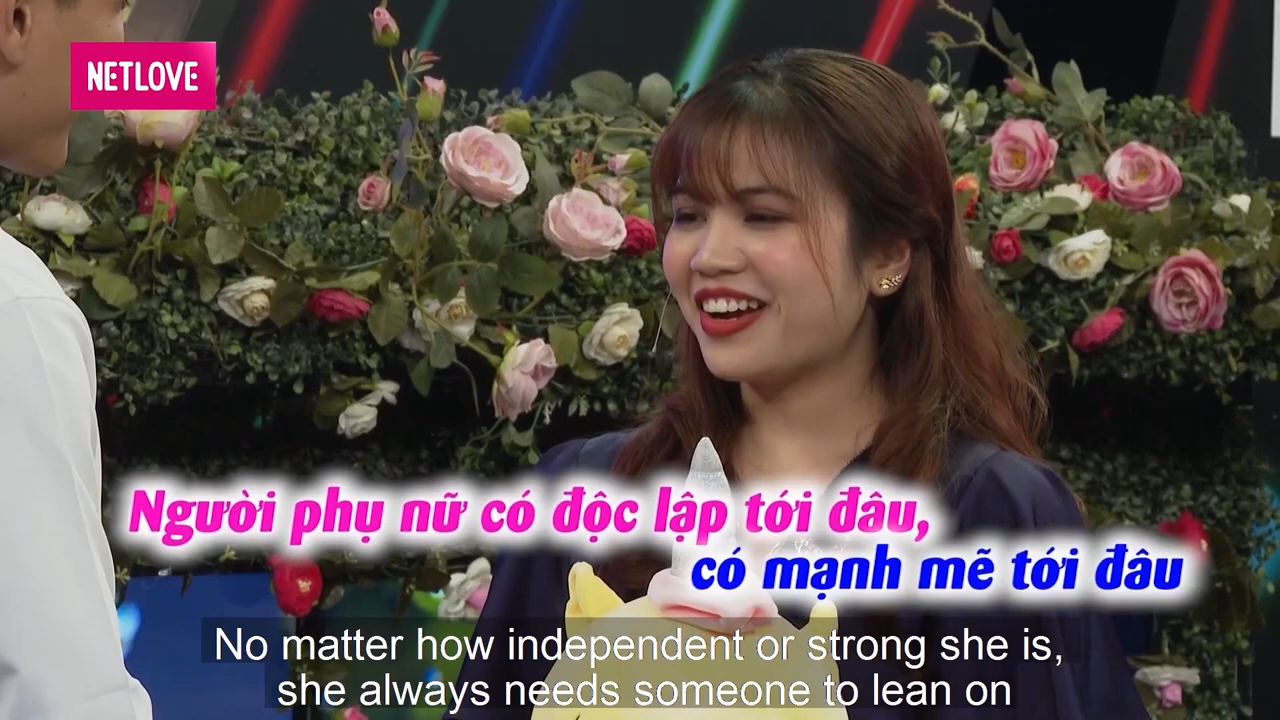 NETLOVE
Người phụ nữ có độc lập tới đâu,
có mạnh mẽ tới đâu
No matter how independent or strong she is,
she always needs someone to lean on